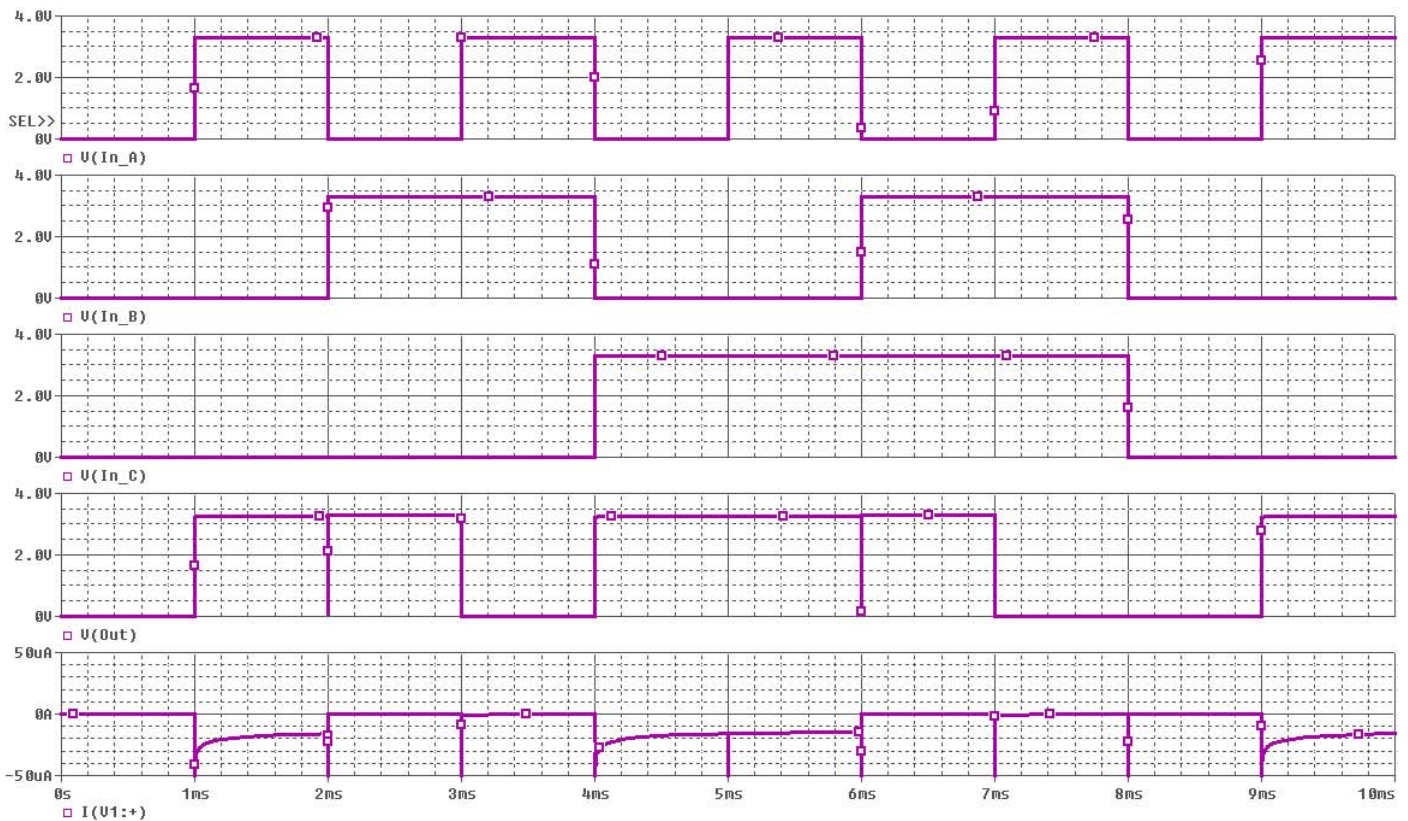 4.0V
2.0V
SEL>>
0V
V(In_A)
4.0V
2.0V
0V
V(In_B)
4.0V
2.0V
0V
V(In_C)
4.0V
2.0V
0V
V(Out)
50uA
0A
-50uA
0s 1ms 2ms 3ms 4ms 5ms 6ms 7ms 8ms 9ms 10ms
I(V1:+)